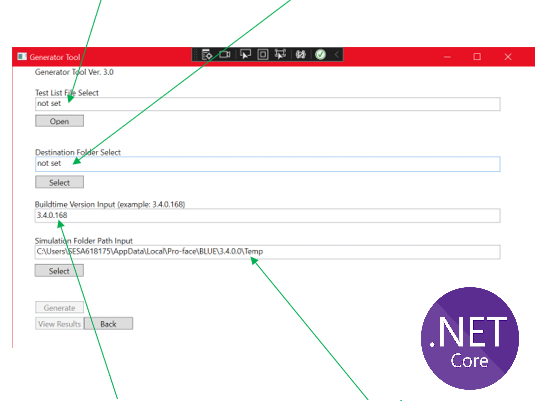 Generator Tool
Generator Tool Ver. 3.0
Test List File Select
not set
Open
Destination Folder Select
not set
Select
Buildtime Version Input (example: 3.4.0.168)
3.4.0.168
Simulation Folder Path Input
C:\Users\SESA618175\AppData\Local\Pro-face\BLUE\3.4.0.0\Temp
Select
Generate
View Results Back
.NET
Core